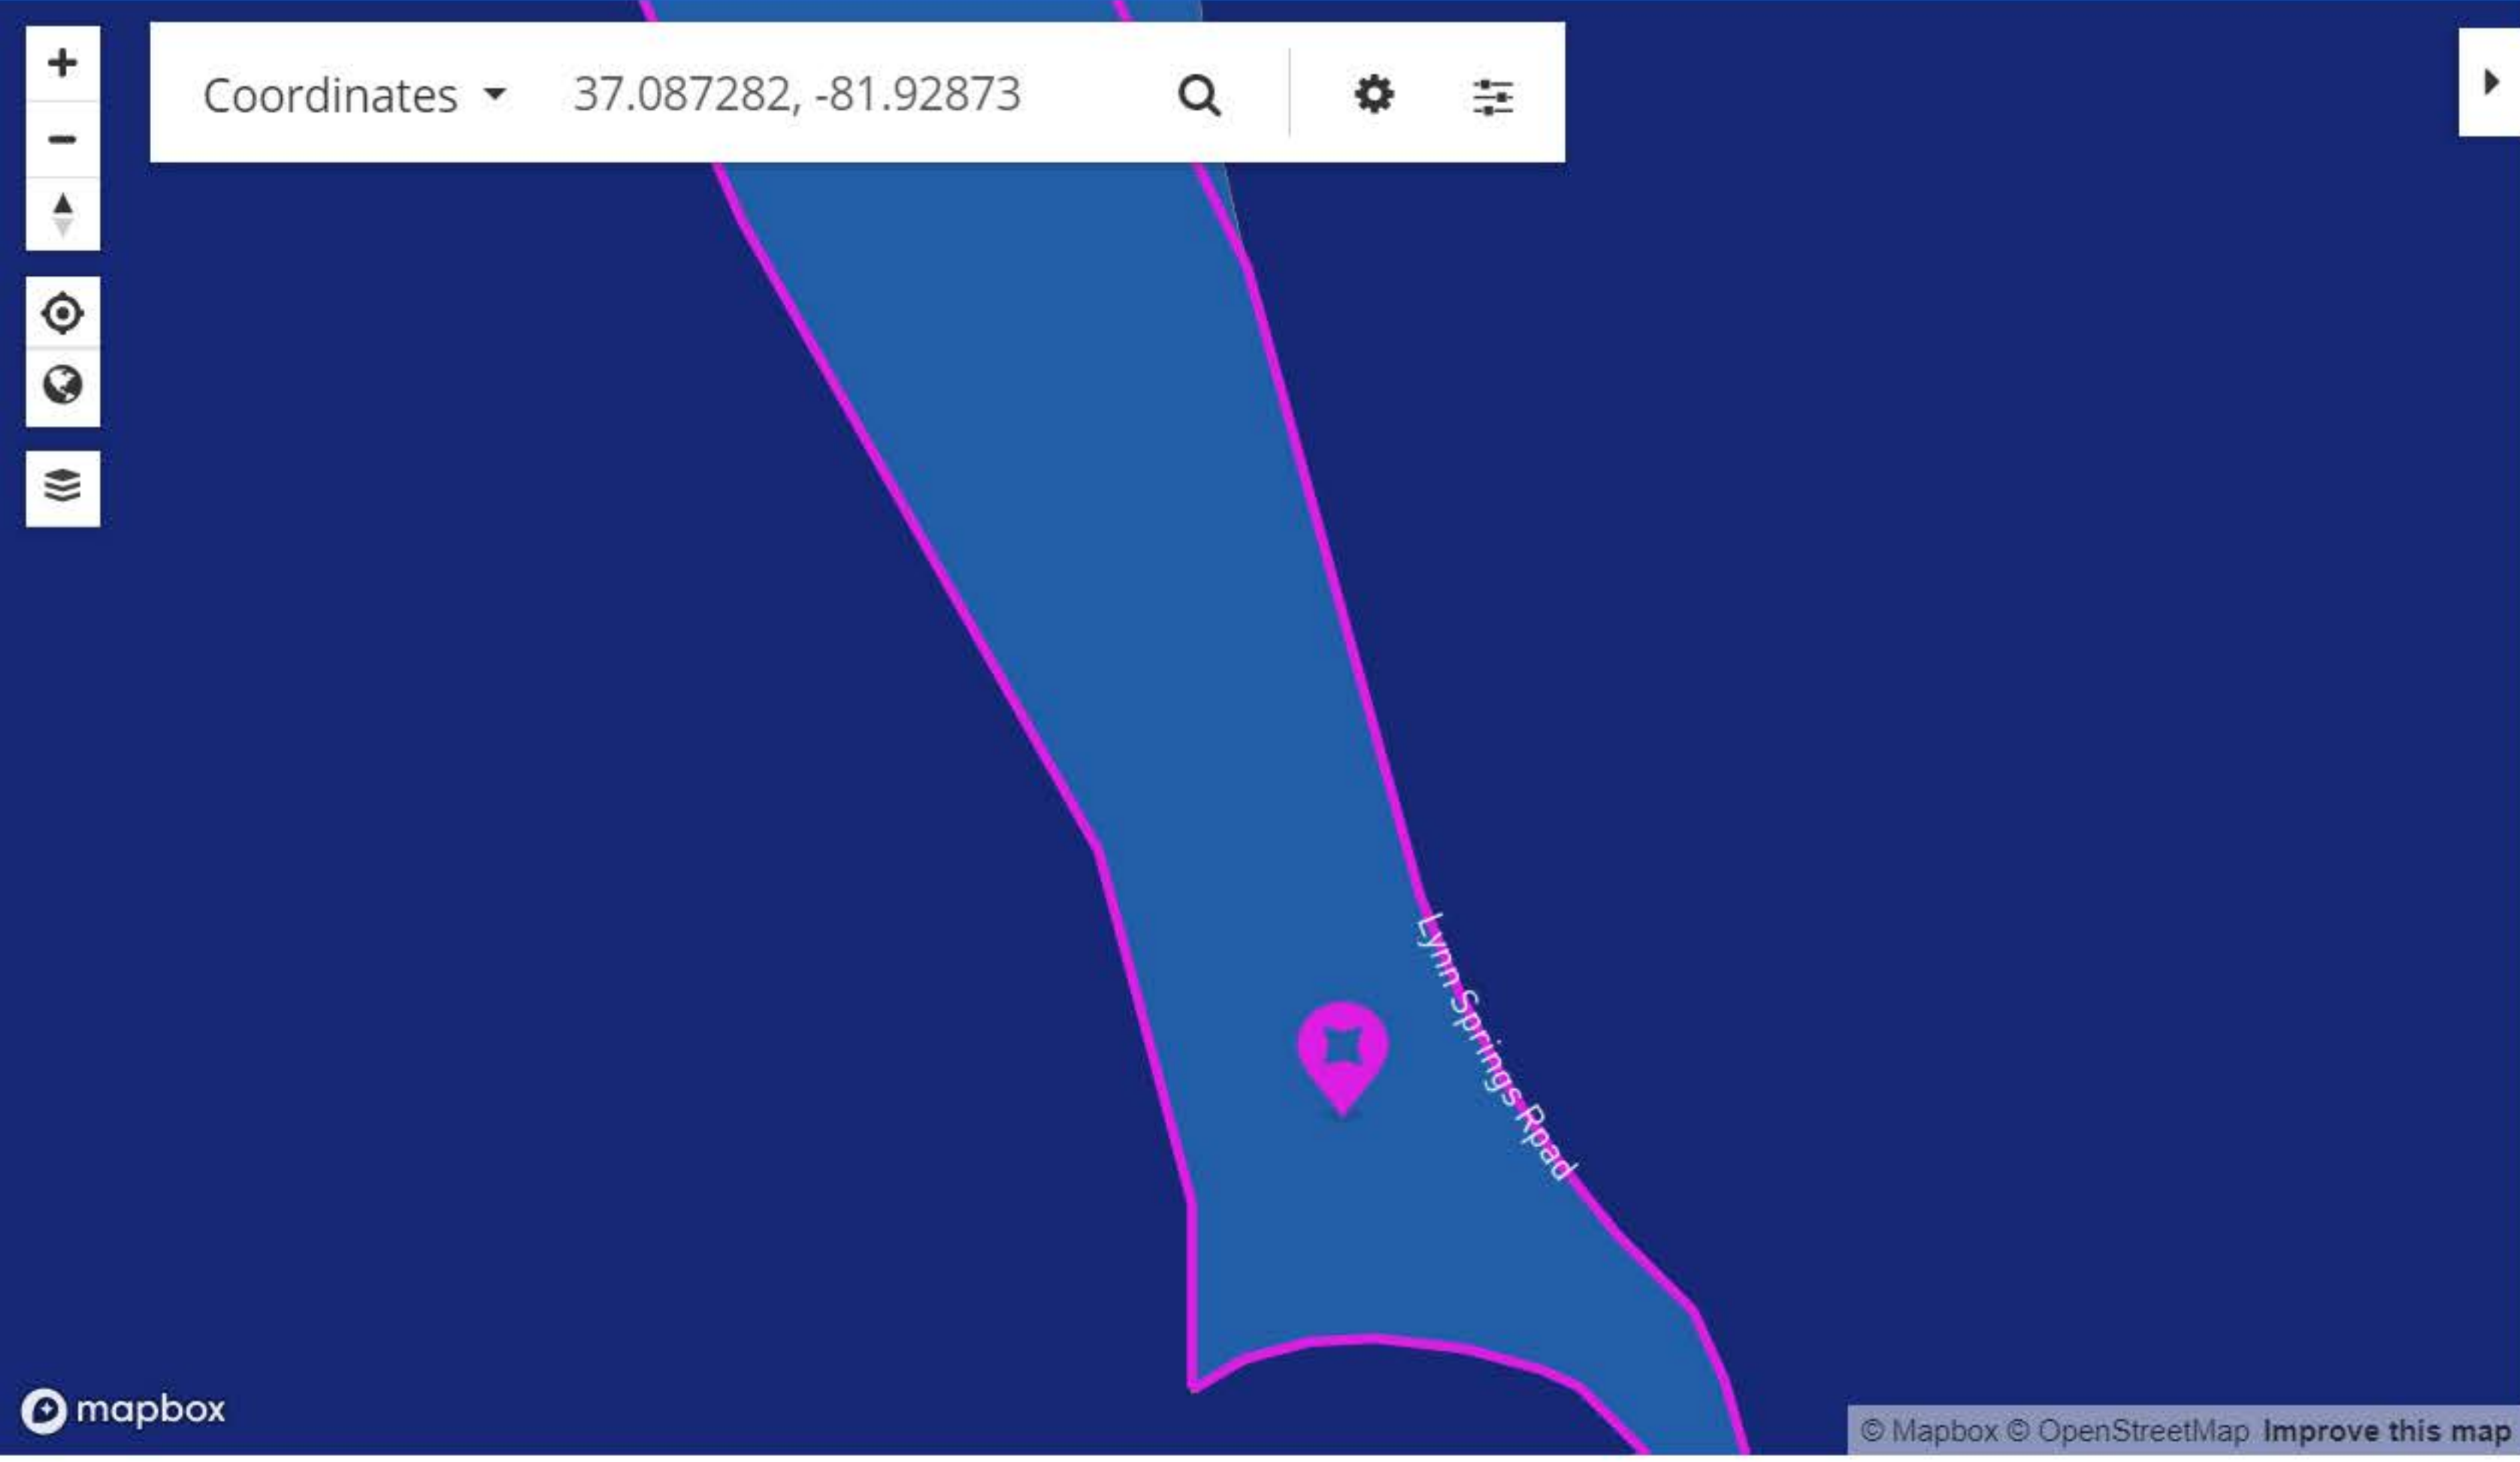 Coordinates 37.087282, -81.92873
Lynn Springs Road
mapbox
© Mapbox © OpenStreetMap Improve this map